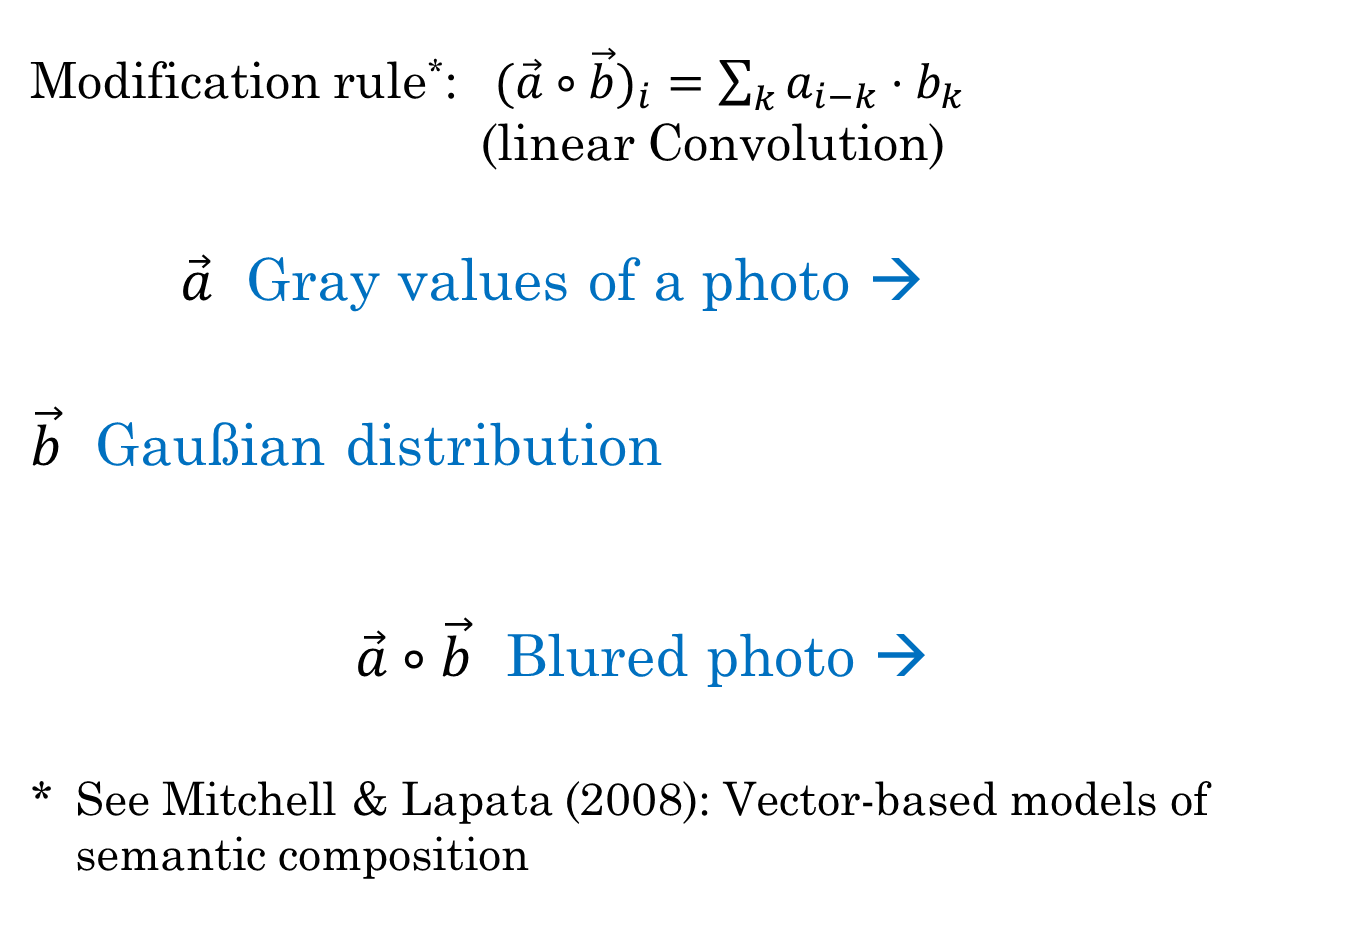 Modification rule*: (a⃗ ∘ b⃗)ᵢ = ∑ₖ aᵢ₋ₖ · bₖ
(linear Convolution)
a⃗ Gray values of a photo →
b⃗ Gaußian distribution
a⃗ ∘ b⃗ Blured photo →
* See Mitchell & Lapata (2008): Vector-based models of
semantic composition